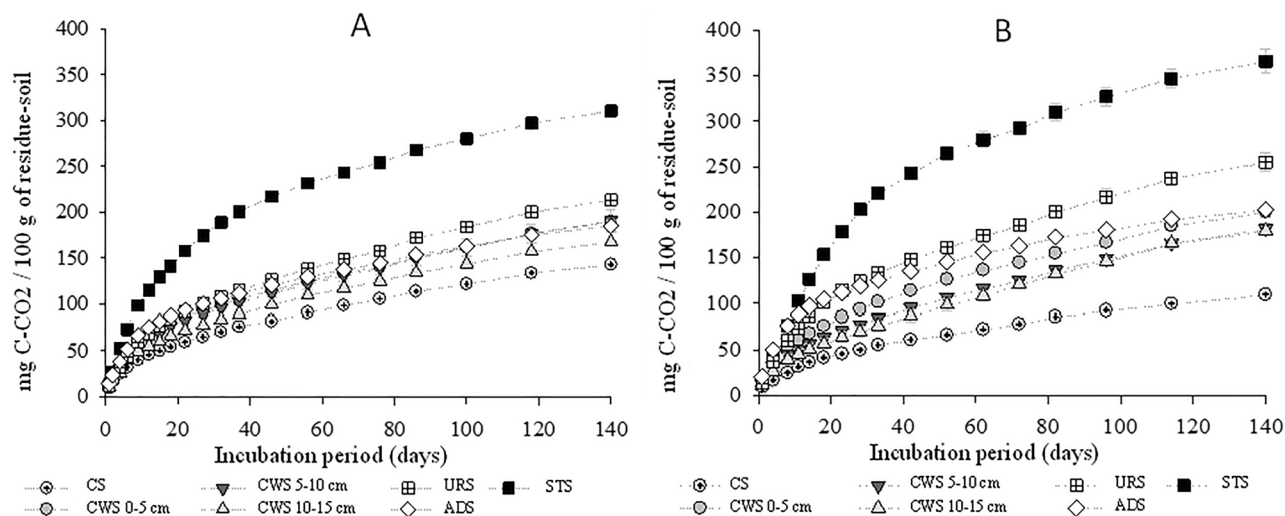 A
mg C-CO2 / 100 g of residue-soil
400
350
300
250
200
150
100
50
0
0 20 40 60 80 100 120 140
Incubation period (days)
CS CWS 5-10 cm URS STS
CWS 0-5 cm CWS 10-15 cm ADS
B
mg C-CO2 / 100 g of residue-soil
400
350
300
250
200
150
100
50
0
0 20 40 60 80 100 120 140
Incubation period (days)
CS CWS 5-10 cm URS STS
CWS 0-5 cm CWS 10-15 cm ADS